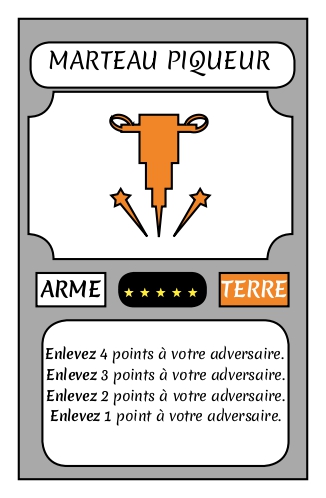 MARTEAU PIQUEUR
ARME
TERRE
Enlevez 4 points à votre adversaire.
Enlevez 3 points à votre adversaire.
Enlevez 2 points à votre adversaire.
Enlevez 1 point à votre adversaire.